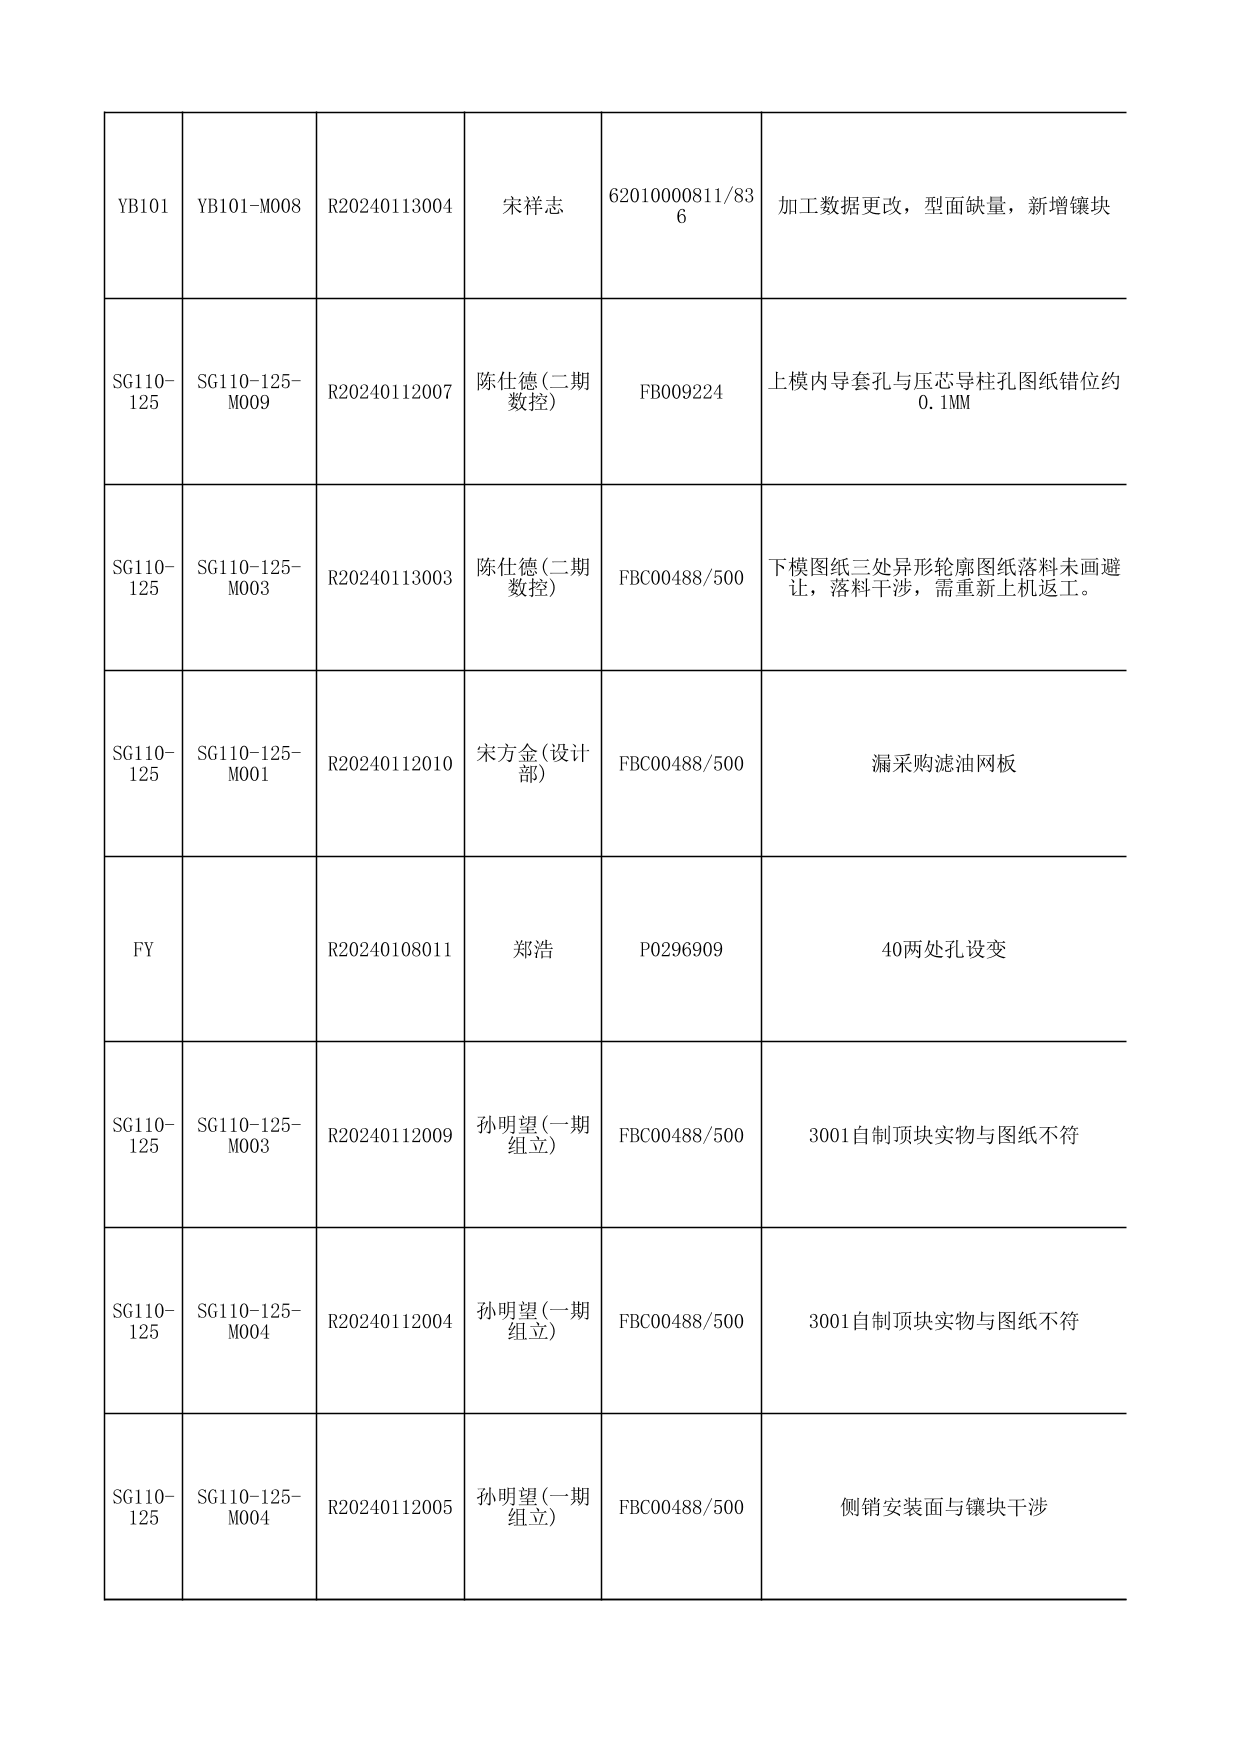 YB101 YB101-M008 R20240113004 宋祥志 62010000811/83
6 加工数据更改，型面缺量，新增镶块
SG110-
125 SG110-125-
M009 R20240112007 陈仕德(二期
数控) FB009224 上模内导套孔与压芯导柱孔图纸错位约
0.1MM
SG110-
125 SG110-125-
M003 R20240113003 陈仕德(二期
数控) FBC00488/500 下模图纸三处异形轮廓图纸落料未画避
让，落料干涉，需重新上机返工。
SG110-
125 SG110-125-
M001 R20240112010 宋方金(设计
部) FBC00488/500 漏采购滤油网板
FY R20240108011 郑浩 P0296909 40两处孔设变
SG110-
125 SG110-125-
M003 R20240112009 孙明望(一期
组立) FBC00488/500 3001自制顶块实物与图纸不符
SG110-
125 SG110-125-
M004 R20240112004 孙明望(一期
组立) FBC00488/500 3001自制顶块实物与图纸不符
SG110-
125 SG110-125-
M004 R20240112005 孙明望(一期
组立) FBC00488/500 侧销安装面与镶块干涉